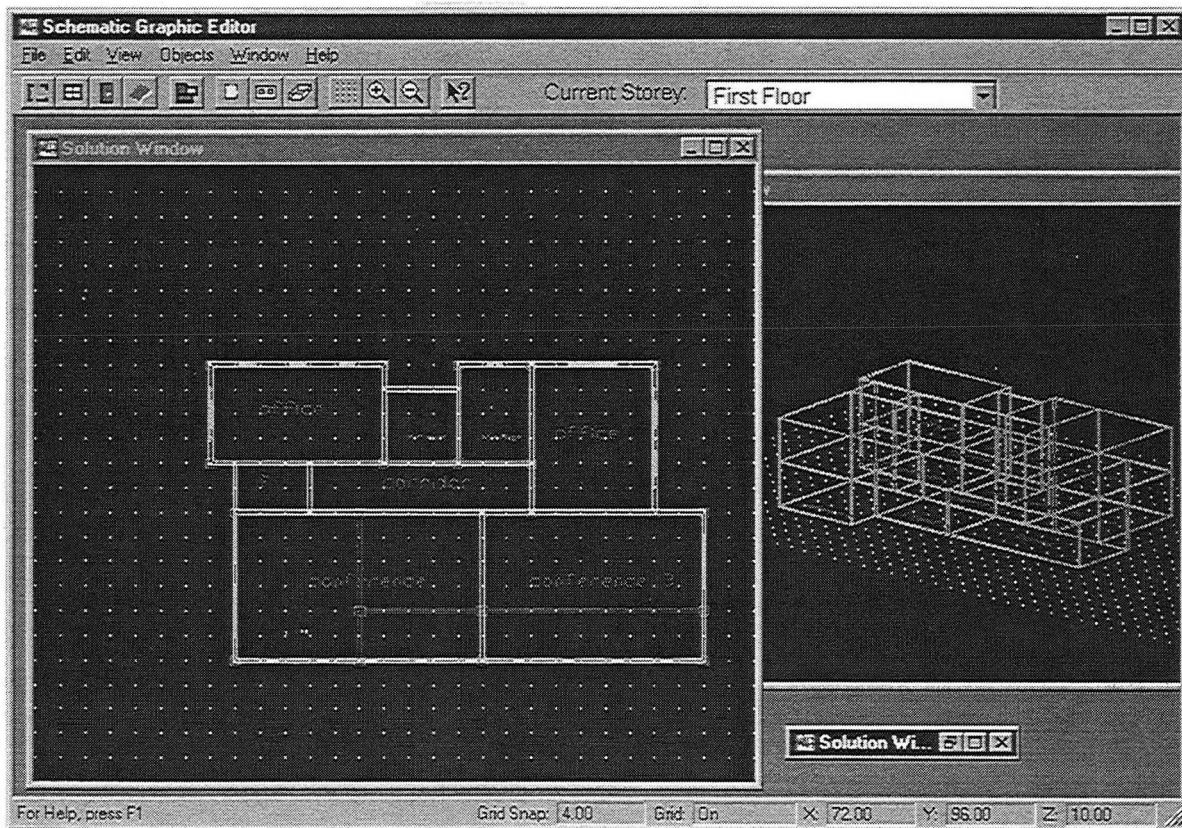 Schematic Graphic Editor
File Edit View Objects Window Help
Current Storey: First Floor
Solution Window
office
office
corridor
conference
conference 3
Solution Wi...
For Help, press F1 Grid Snap: 4.00 Grid: On X: 72.00 Y: 96.00 Z: 10.00